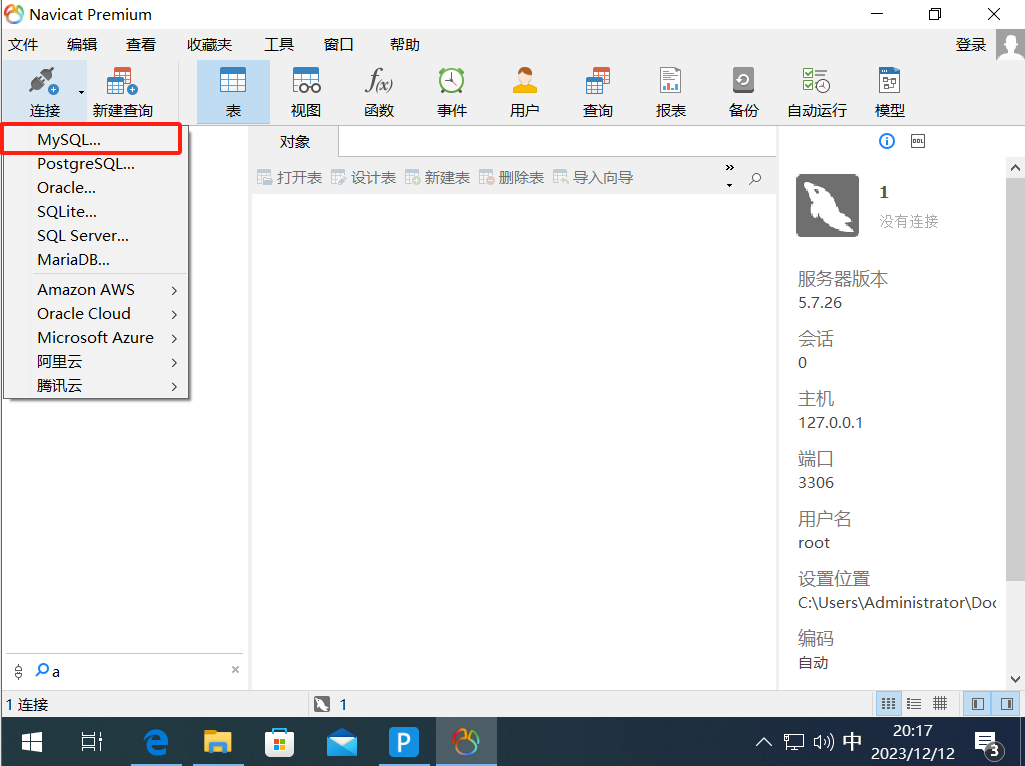 Navicat Premium
文件 编辑 查看 收藏夹 工具 窗口 帮助 登录
连接 新建查询 表 视图 函数 事件 用户 查询 报表 备份 自动运行 模型
f(x)
MySQL...
PostgreSQL...
Oracle...
SQLite...
SQL Server...
MariaDB...
Amazon AWS
Oracle Cloud
Microsoft Azure
阿里云
腾讯云
对象
打开表 设计表 新建表 删除表 导入向导
DDL
1
没有连接
服务器版本
5.7.26
会话
0
主机
127.0.0.1
端口
3306
用户名
root
设置位置
C:\Users\Administrator\Doc
编码
自动
a
1 连接
1
中
20:17
2023/12/12
3